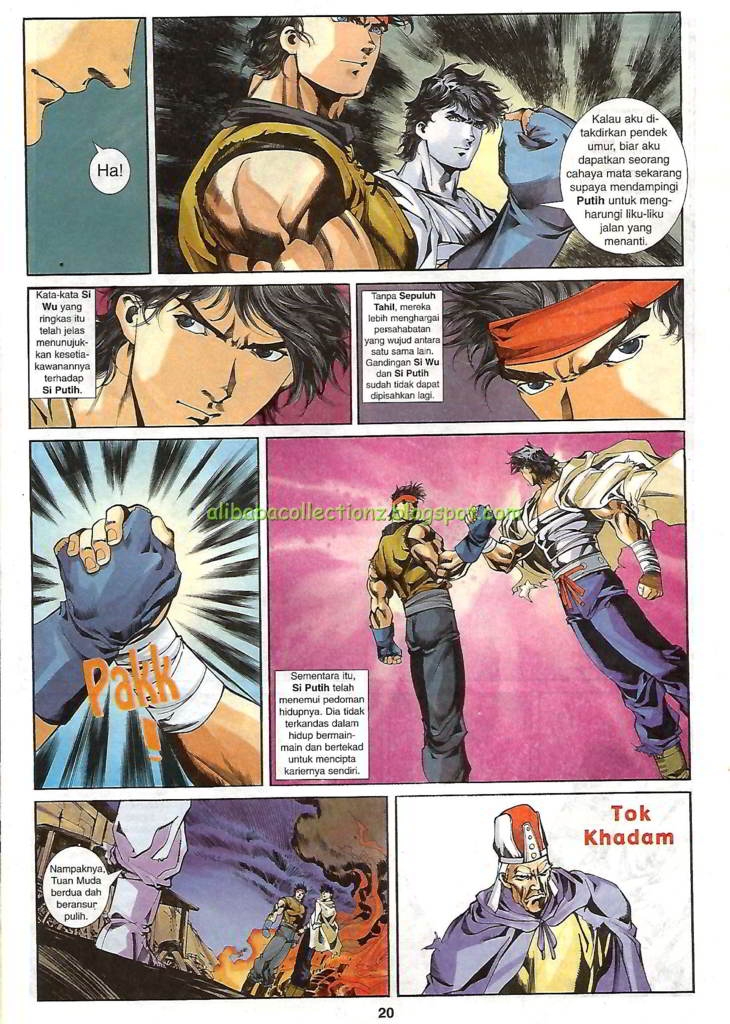 Ha!
Kalau aku di-
takdirkan pendek
umur, biar aku
dapatkan seorang
cahaya mata sekarang
supaya mendampingi
Putih untuk meng-
harungi liku-liku
jalan yang
menanti.
Kata-kata Si
Wu yang
ringkas itu
telah jelas
menunujuk-
kan kesetia-
kawanannya
terhadap
Si Putih.
Tanpa Sepuluh
Tahil, mereka
lebih menghargai
persahabatan
yang wujud antara
satu sama lain.
Gandingan Si Wu
dan Si Putih
sudah tidak dapat
dipisahkan lagi.
alibabacollectionz.blogspot.com
Pakk
!
Sementara itu,
Si Putih telah
menemui pedoman
hidupnya. Dia tidak
terkandas dalam
hidup bermain-
main dan bertekad
untuk mencipta
kariernya sendiri.
Nampaknya,
Tuan Muda
berdua dah
beransur
pulih.
Tok
Khadam
20